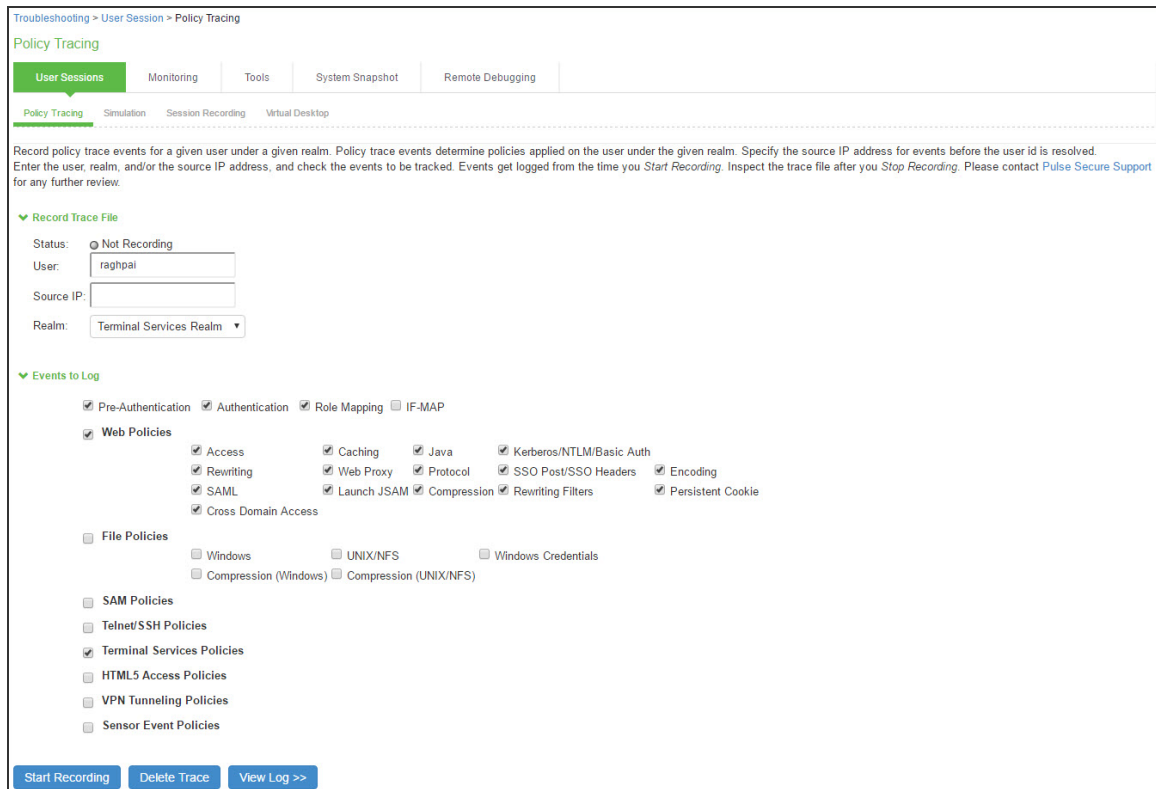 Troubleshooting > User Session > Policy Tracing
Policy Tracing
User Sessions Monitoring Tools System Snapshot Remote Debugging
Policy Tracing Simulation Session Recording Virtual Desktop
Record policy trace events for a given user under a given realm. Policy trace events determine policies applied on the user under the given realm. Specify the source IP address for events before the user id is resolved.
Enter the user, realm, and/or the source IP address, and check the events to be tracked. Events get logged from the time you Start Recording. Inspect the trace file after you Stop Recording. Please contact Pulse Secure Support
for any further review.
Record Trace File
Status: Not Recording
User: raghpai
Source IP:
Realm: Terminal Services Realm
Events to Log
Pre-Authentication Authentication Role Mapping IF-MAP
Web Policies
Access Caching Java Kerberos/NTLM/Basic Auth
Rewriting Web Proxy Protocol SSO Post/SSO Headers Encoding
SAML Launch JSAM Compression Rewriting Filters Persistent Cookie
Cross Domain Access
File Policies
Windows UNIX/NFS Windows Credentials
Compression (Windows) Compression (UNIX/NFS)
SAM Policies
Telnet/SSH Policies
Terminal Services Policies
HTML5 Access Policies
VPN Tunneling Policies
Sensor Event Policies
Start Recording Delete Trace View Log >>